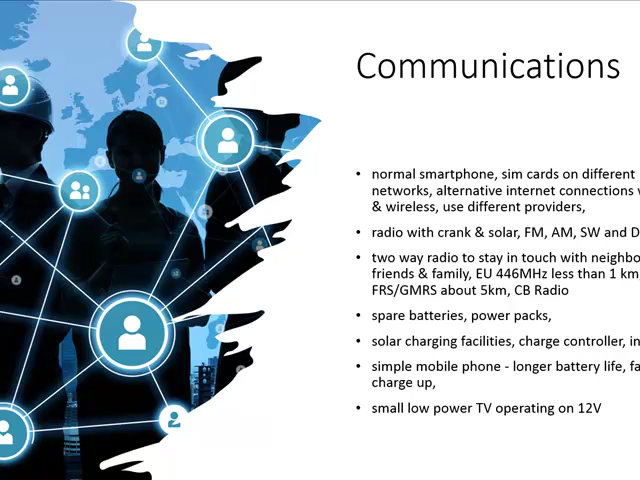 Communications
• normal smartphone, sim cards on different
networks, alternative internet connections
& wireless, use different providers,
• radio with crank & solar, FM, AM, SW and
• two way radio to stay in touch with
friends & family, EU 446MHz less than 1 km
FRS/GMRS about 5km, CB Radio
• spare batteries, power packs,
• solar charging facilities, charge controller,
• simple mobile phone - longer battery life,
charge up,
• small low power TV operating on 12V